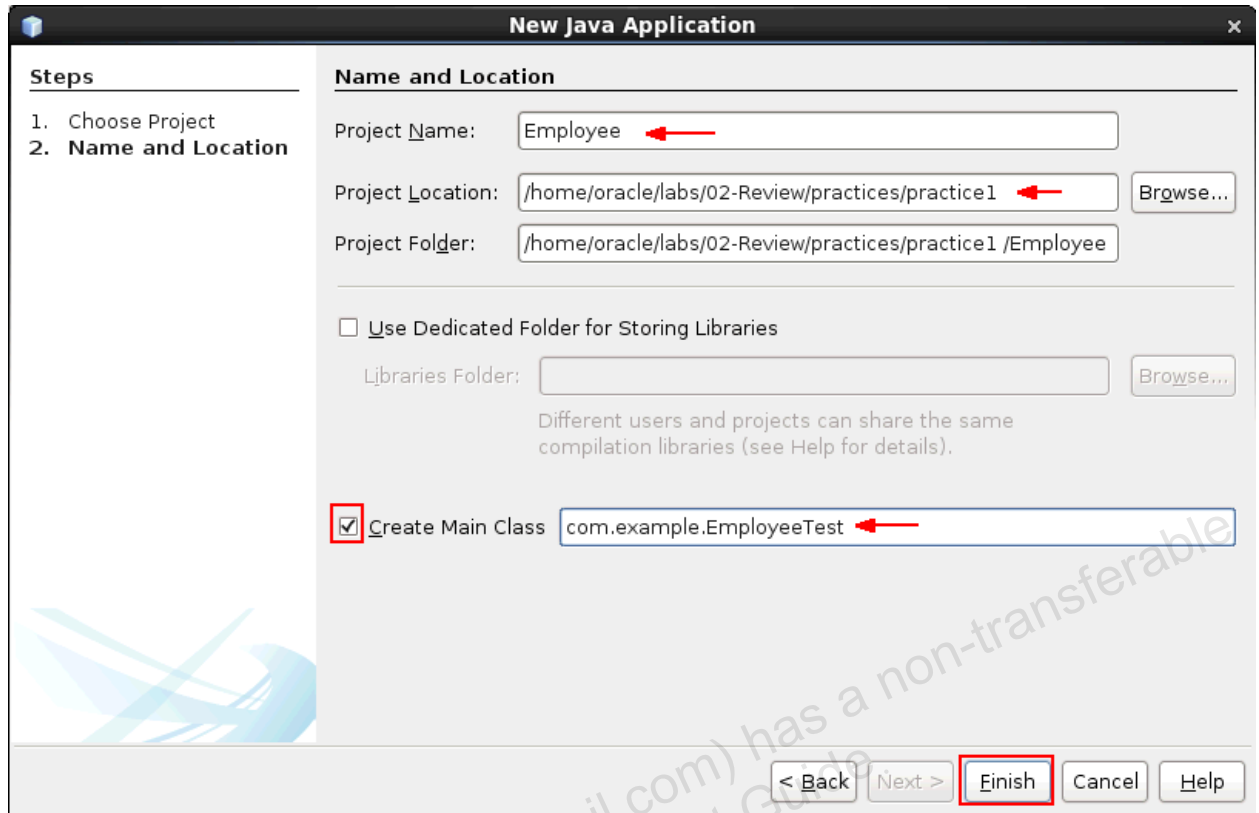 New Java Application
Steps
1. Choose Project
2. Name and Location
Name and Location
Project Name: Employee
Project Location: /home/oracle/labs/02-Review/practices/practice1 Browse...
Project Folder: /home/oracle/labs/02-Review/practices/practice1 /Employee
Use Dedicated Folder for Storing Libraries
Libraries Folder: Browse...
Different users and projects can share the same
compilation libraries (see Help for details).
Create Main Class com.example.EmployeeTest
< Back Next > Finish Cancel Help
com) has a non-transferable
Guide